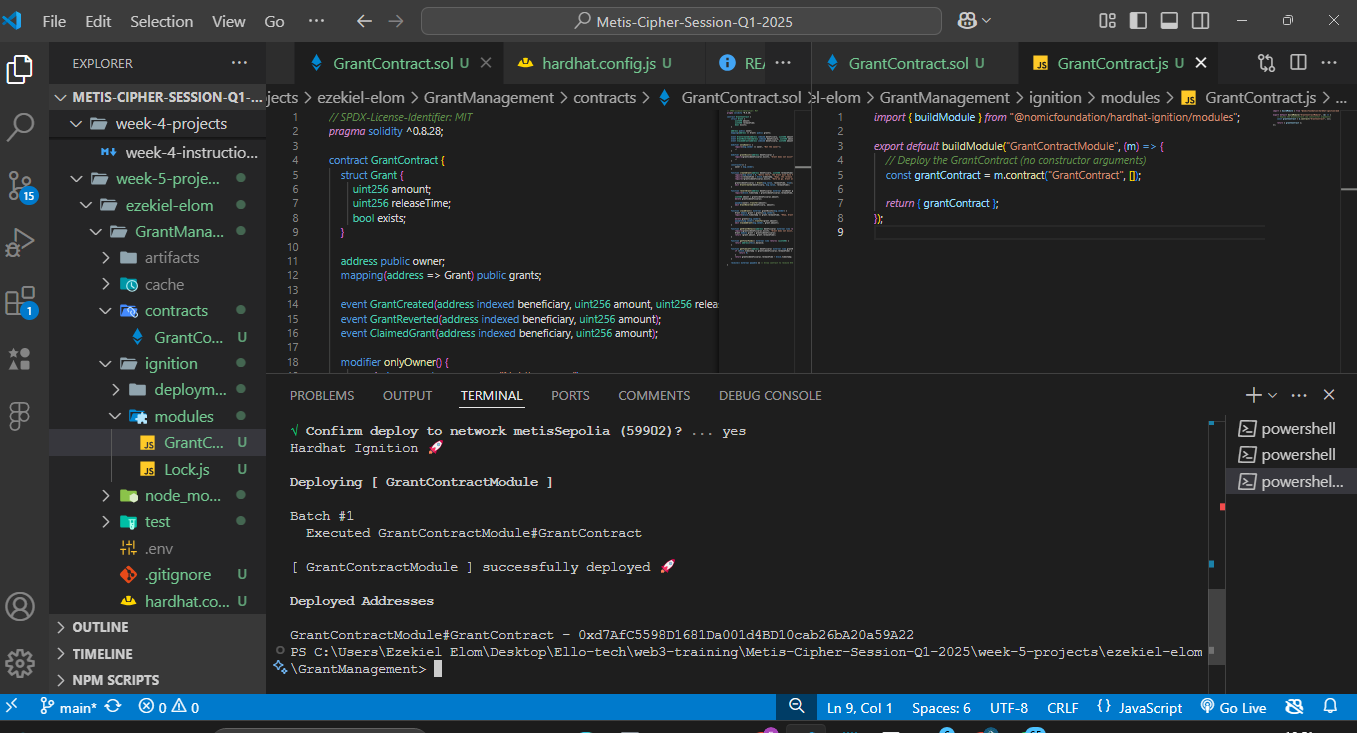 File Edit Selection View Go ··· Metis-Cipher-Session-Q1-2025
EXPLORER ···
METIS-CIPHER-SESSION-Q1-...
week-4-projects
week-4-instructio...
week-5-proje...
ezekiel-elom
GrantMana...
artifacts
cache
contracts
GrantCo... U
ignition
deploym...
modules
GrantC... U
Lock.js U
node_mo...
test
.env
.gitignore U
hardhat.co... U
OUTLINE
TIMELINE
NPM SCRIPTS
15
1
GrantContract.sol U
hardhat.config.js U
REA ···
jects > ezekiel-elom > GrantManagement > contracts > GrantContract.sol
1 // SPDX-License-Identifier: MIT
2 pragma solidity ^0.8.28;
3
4 contract GrantContract {
5 struct Grant {
6 uint256 amount;
7 uint256 releaseTime;
8 bool exists;
9 }
10
11 address public owner;
12 mapping(address => Grant) public grants;
13
14 event GrantCreated(address indexed beneficiary, uint256 amount, uint256 relea
15 event GrantReverted(address indexed beneficiary, uint256 amount);
16 event ClaimedGrant(address indexed beneficiary, uint256 amount);
17
18 modifier onlyOwner() {
GrantContract.sol U
GrantContract.js U
el-elom > GrantManagement > ignition > modules > GrantContract.js > ...
1 import { buildModule } from "@nomicfoundation/hardhat-ignition/modules";
2
3 export default buildModule("GrantContractModule", (m) => {
4 // Deploy the GrantContract (no constructor arguments)
5 const grantContract = m.contract("GrantContract", []);
6
7 return { grantContract };
8 });
9
PROBLEMS OUTPUT TERMINAL PORTS COMMENTS DEBUG CONSOLE
√ Confirm deploy to network metisSepolia (59902)? ... yes
Hardhat Ignition 🚀
Deploying [ GrantContractModule ]
Batch #1
Executed GrantContractModule#GrantContract
[ GrantContractModule ] successfully deployed 🚀
Deployed Addresses
GrantContractModule#GrantContract - 0xd7AfC5598D1681Da001d4BD10cab26bA20a59A22
PS C:\Users\Ezekiel Elom\Desktop\Ello-tech\web3-training\Metis-Cipher-Session-Q1-2025\week-5-projects\ezekiel-elom
\GrantManagement>
powershell
powershell
powershel...
main* 0 0 Ln 9, Col 1 Spaces: 6 UTF-8 CRLF {} JavaScript Go Live